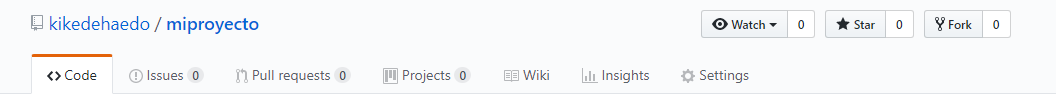 kikedehaedo / miproyecto
Watch 0 Star 0 Fork 0
Code Issues 0 Pull requests 0 Projects 0 Wiki Insights Settings